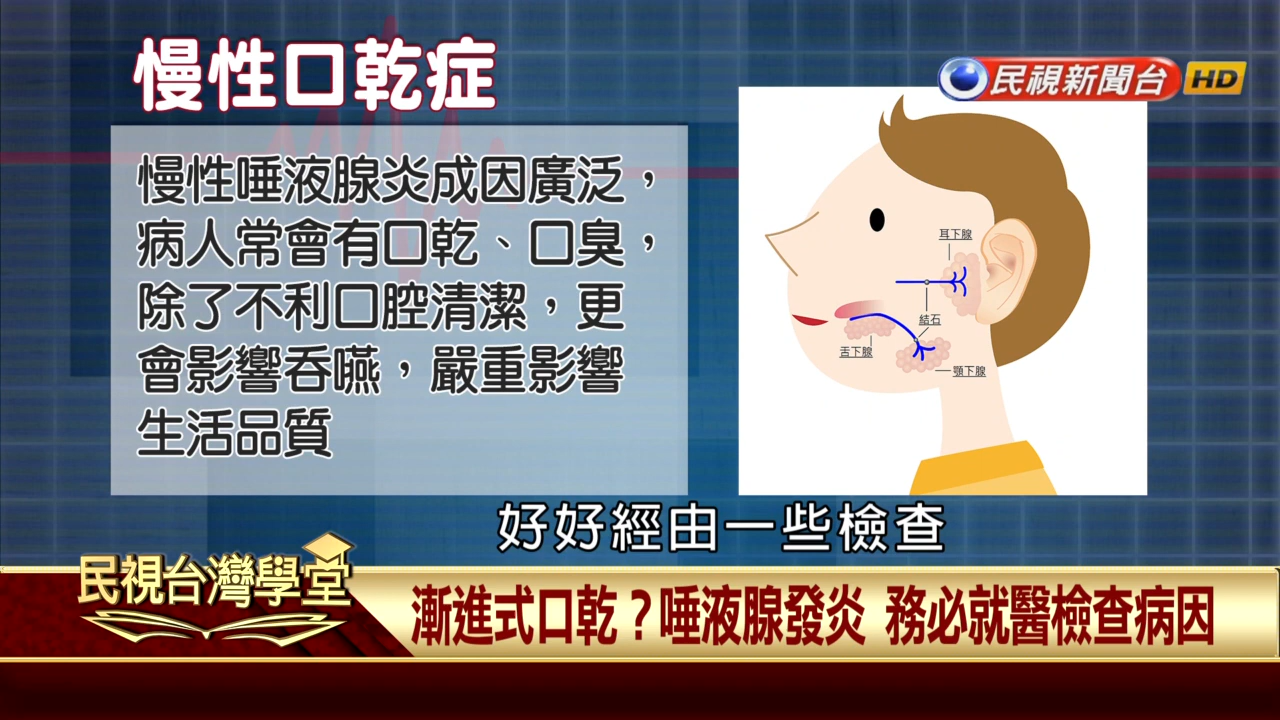 慢性口乾症
民視新聞台 HD
慢性唾液腺炎成因廣泛，
病人常會有口乾、口臭，
除了不利口腔清潔，更
會影響吞嚥，嚴重影響
生活品質
耳下腺
結石
舌下腺
顎下腺
好好經由一些檢查
民視台灣學堂
漸進式口乾？唾液腺發炎 務必就醫檢查病因